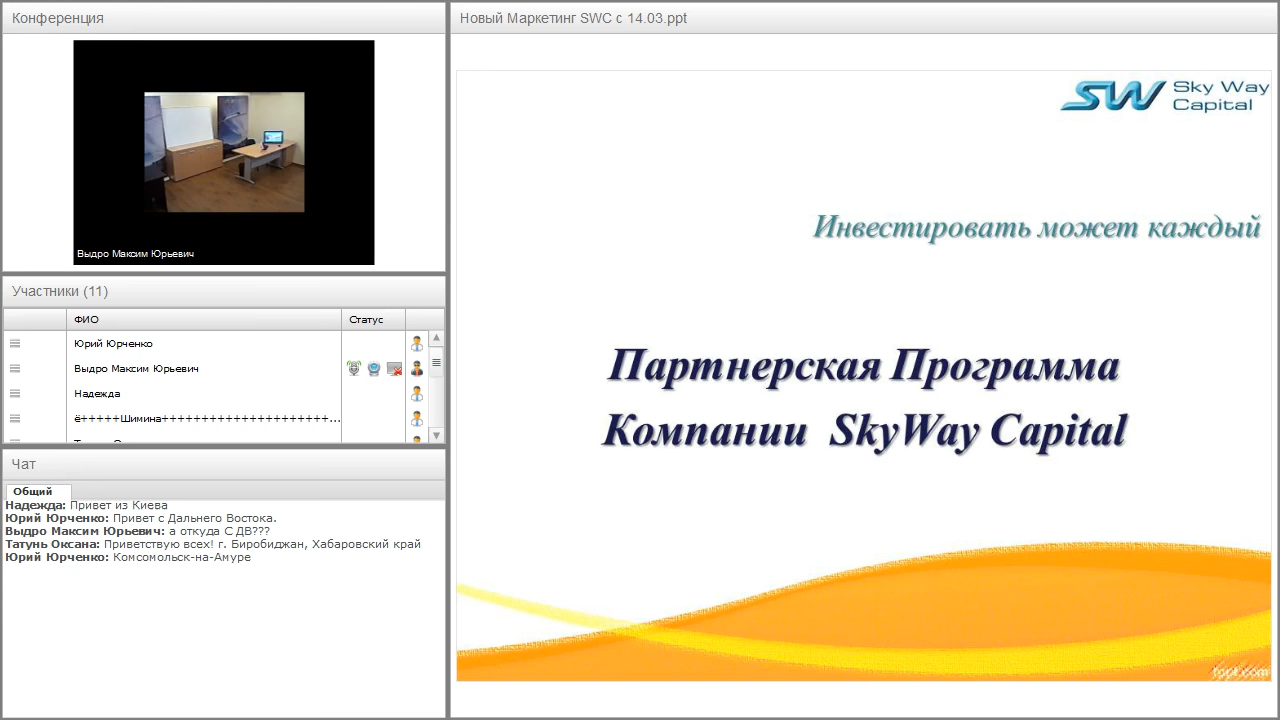 Конференция
Выдро Максим Юрьевич
Участники (11)
ФИО
Статус
Юрий Юрченко
Выдро Максим Юрьевич
Надежда
ё+++++Шимина+++++++++++++++++++++...
Чат
Общий
Надежда: Привет из Киева
Юрий Юрченко: Привет с Дальнего Востока.
Выдро Максим Юрьевич: а откуда С ДВ???
Татунь Оксана: Приветствую всех! г. Биробиджан, Хабаровский край
Юрий Юрченко: Комсомольск-на-Амуре
Новый Маркетинг SWC с 14.03.ppt
SW Sky Way
Capital
Инвестировать может каждый
Партнерская Программа
Компании SkyWay Capital